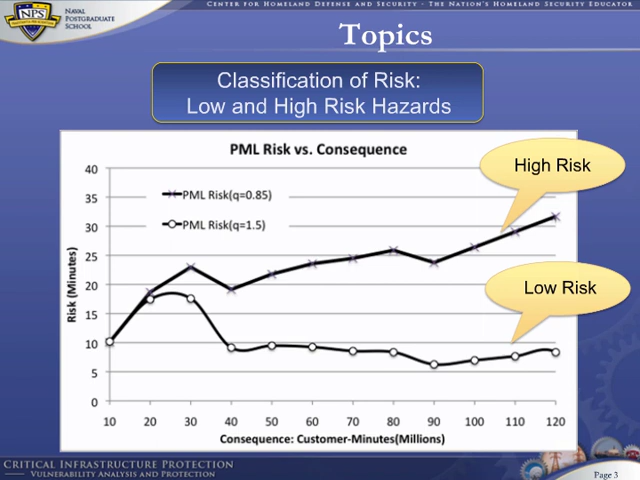 CENTER FOR HOMELAND DEFENSE AND SECURITY · THE NATION'S HOMELAND SECURITY EDUCATOR
NPS
NAVAL
POSTGRADUATE
SCHOOL
Topics
Classification of Risk:
Low and High Risk Hazards
PML Risk vs. Consequence
High Risk
Low Risk
PML Risk(q=0.85)
PML Risk(q=1.5)
Risk (Minutes)
40
35
30
25
20
15
10
5
0
10 20 30 40 50 60 70 80 90 100 110 120
Consequence: Customer-Minutes(Millions)
CRITICAL INFRASTRUCTURE PROTECTION
VULNERABILITY ANALYSIS AND PROTECTION
Page 3